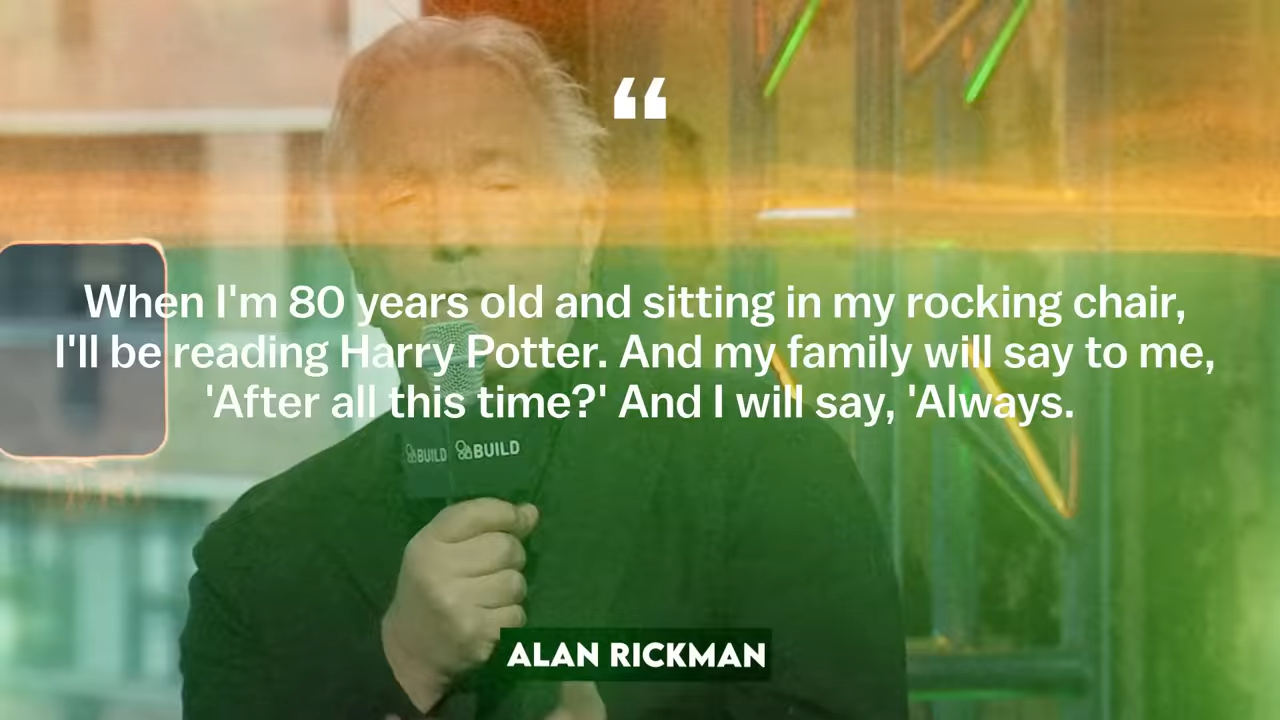 “
When I'm 80 years old and sitting in my rocking chair,
I'll be reading Harry Potter. And my family will say to me,
'After all this time?' And I will say, 'Always.
BUILD BUILD
ALAN RICKMAN